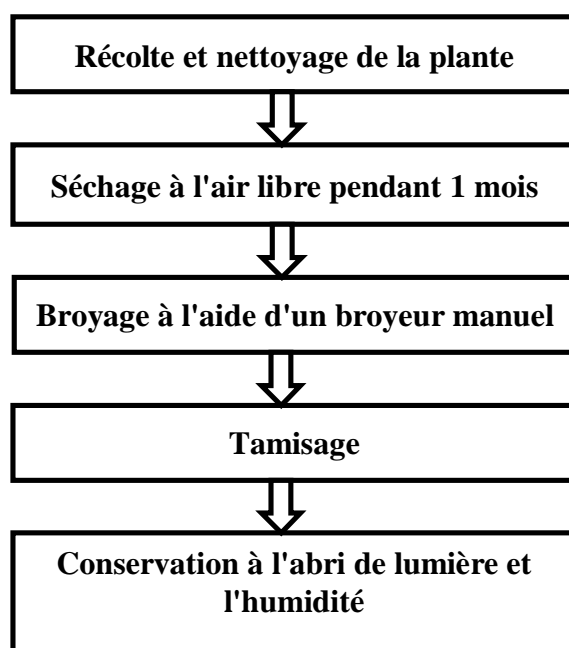 Récolte et nettoyage de la plante
Séchage à l'air libre pendant 1 mois
Broyage à l'aide d'un broyeur manuel
Tamisage
Conservation à l'abri de lumière et
l'humidité